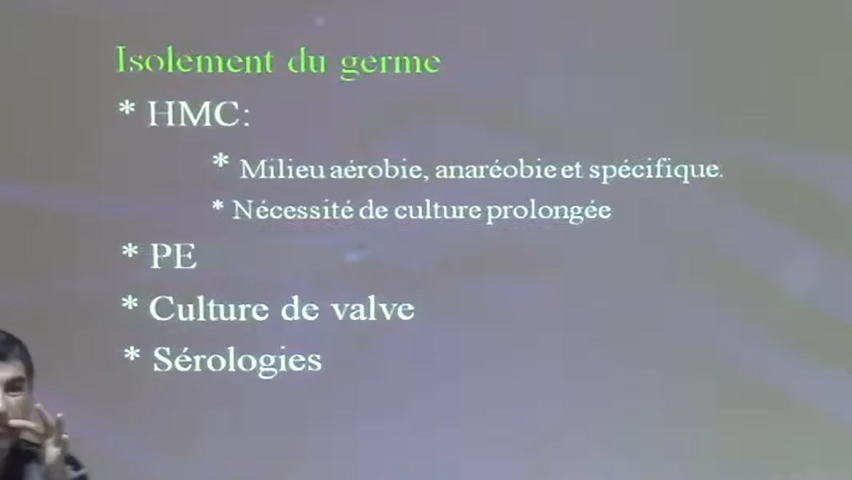 Isolement du germe
* HMC:
* Milieu aérobie, anaréobie et spécifique.
* Nécessité de culture prolongée
* PE
* Culture de valve
* Sérologies